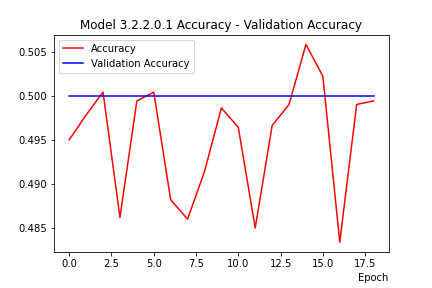 Model 3.2.2.0.1 Accuracy - Validation Accuracy
Accuracy
Validation Accuracy
0.505
0.500
0.495
0.490
0.485
0.0 2.5 5.0 7.5 10.0 12.5 15.0 17.5
Epoch